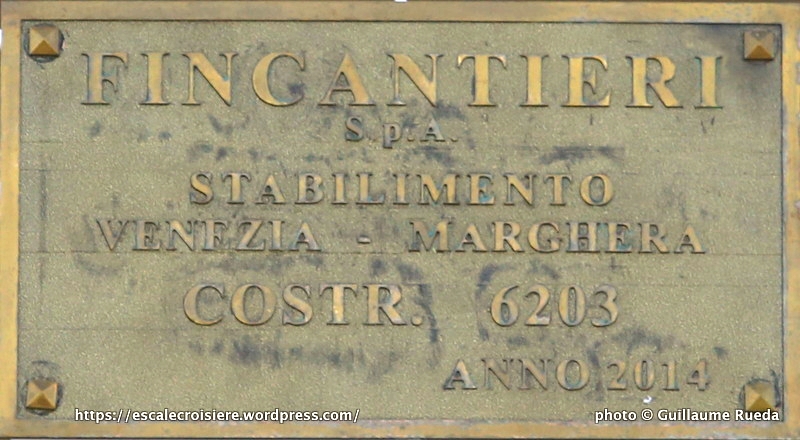 FINCANTIERI
S.p.A.
STABILIMENTO
VENEZIA - MARGHERA
COSTR. 6203
ANNO 2014
https://escalecroisiere.wordpress.com/ photo © Guillaume Rueda